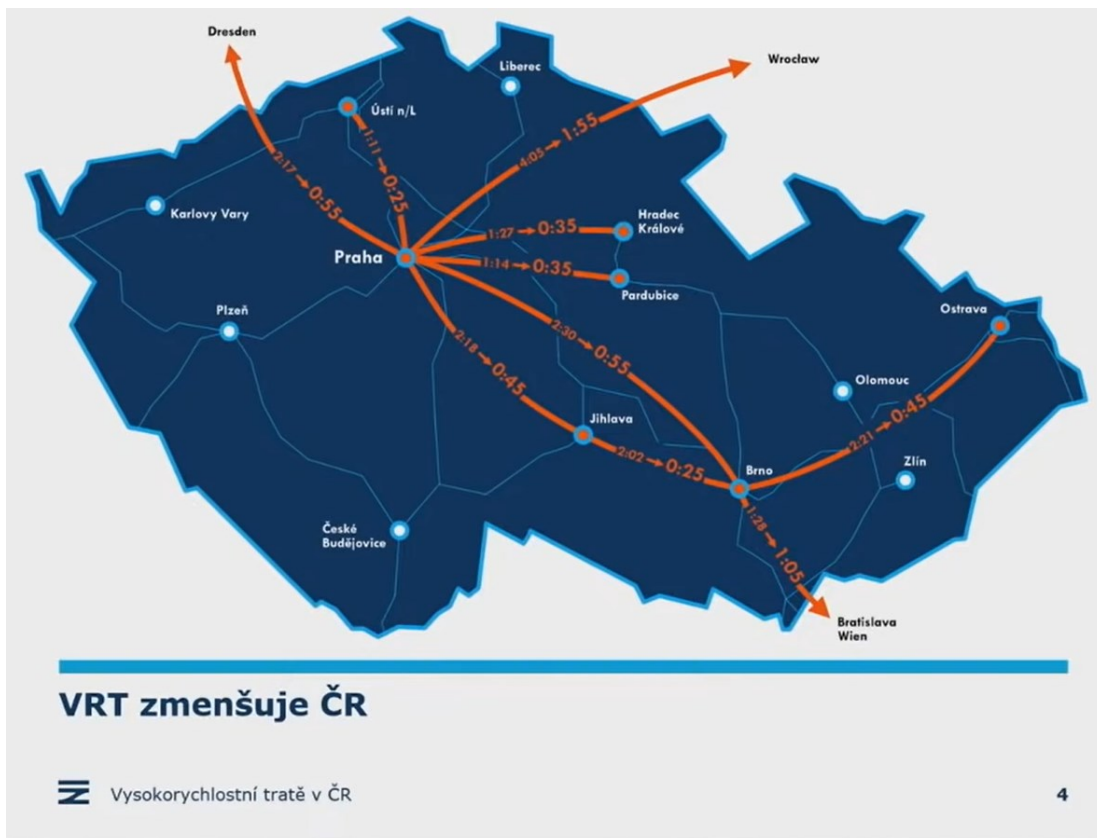 Dresden
Wrocław
Liberec
Ústí n/L
1:11 → 0:25
4:05 → 1:55
2:17 → 0:55
Karlovy Vary
Hradec
Králové
1:27 → 0:35
Praha
1:14 → 0:35
Pardubice
Plzeň
Ostrava
2:30 → 0:55
2:18 → 0:45
Olomouc
2:21 → 0:45
Jihlava
2:02 → 0:25
Brno
Zlín
1:28 → 1:05
České
Budějovice
Bratislava
Wien
VRT zmenšuje ČR
Vysokorychlostní tratě v ČR
4